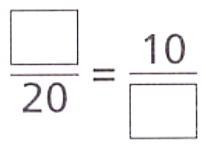 □/20 = 10/□